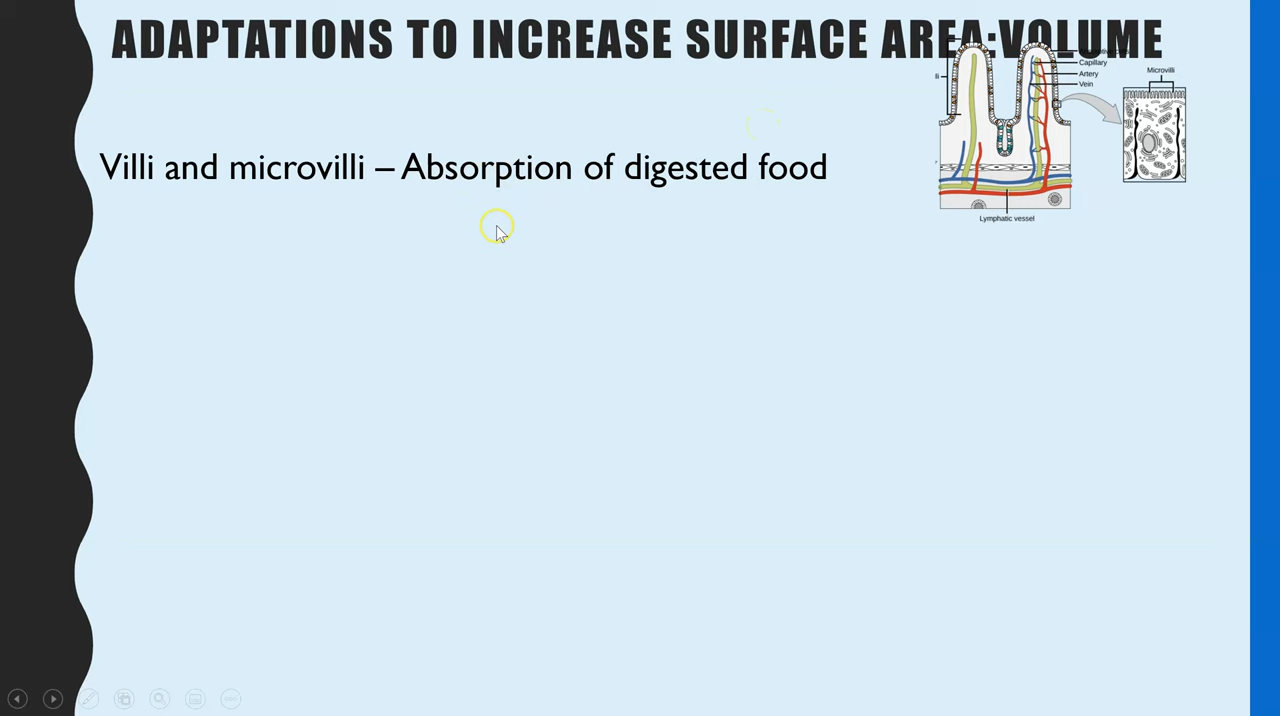 ADAPTATIONS TO INCREASE SURFACE AREA:VOLUME
Capillary
Artery
Vein
Microvilli
Villi and microvilli – Absorption of digested food
Lymphatic vessel